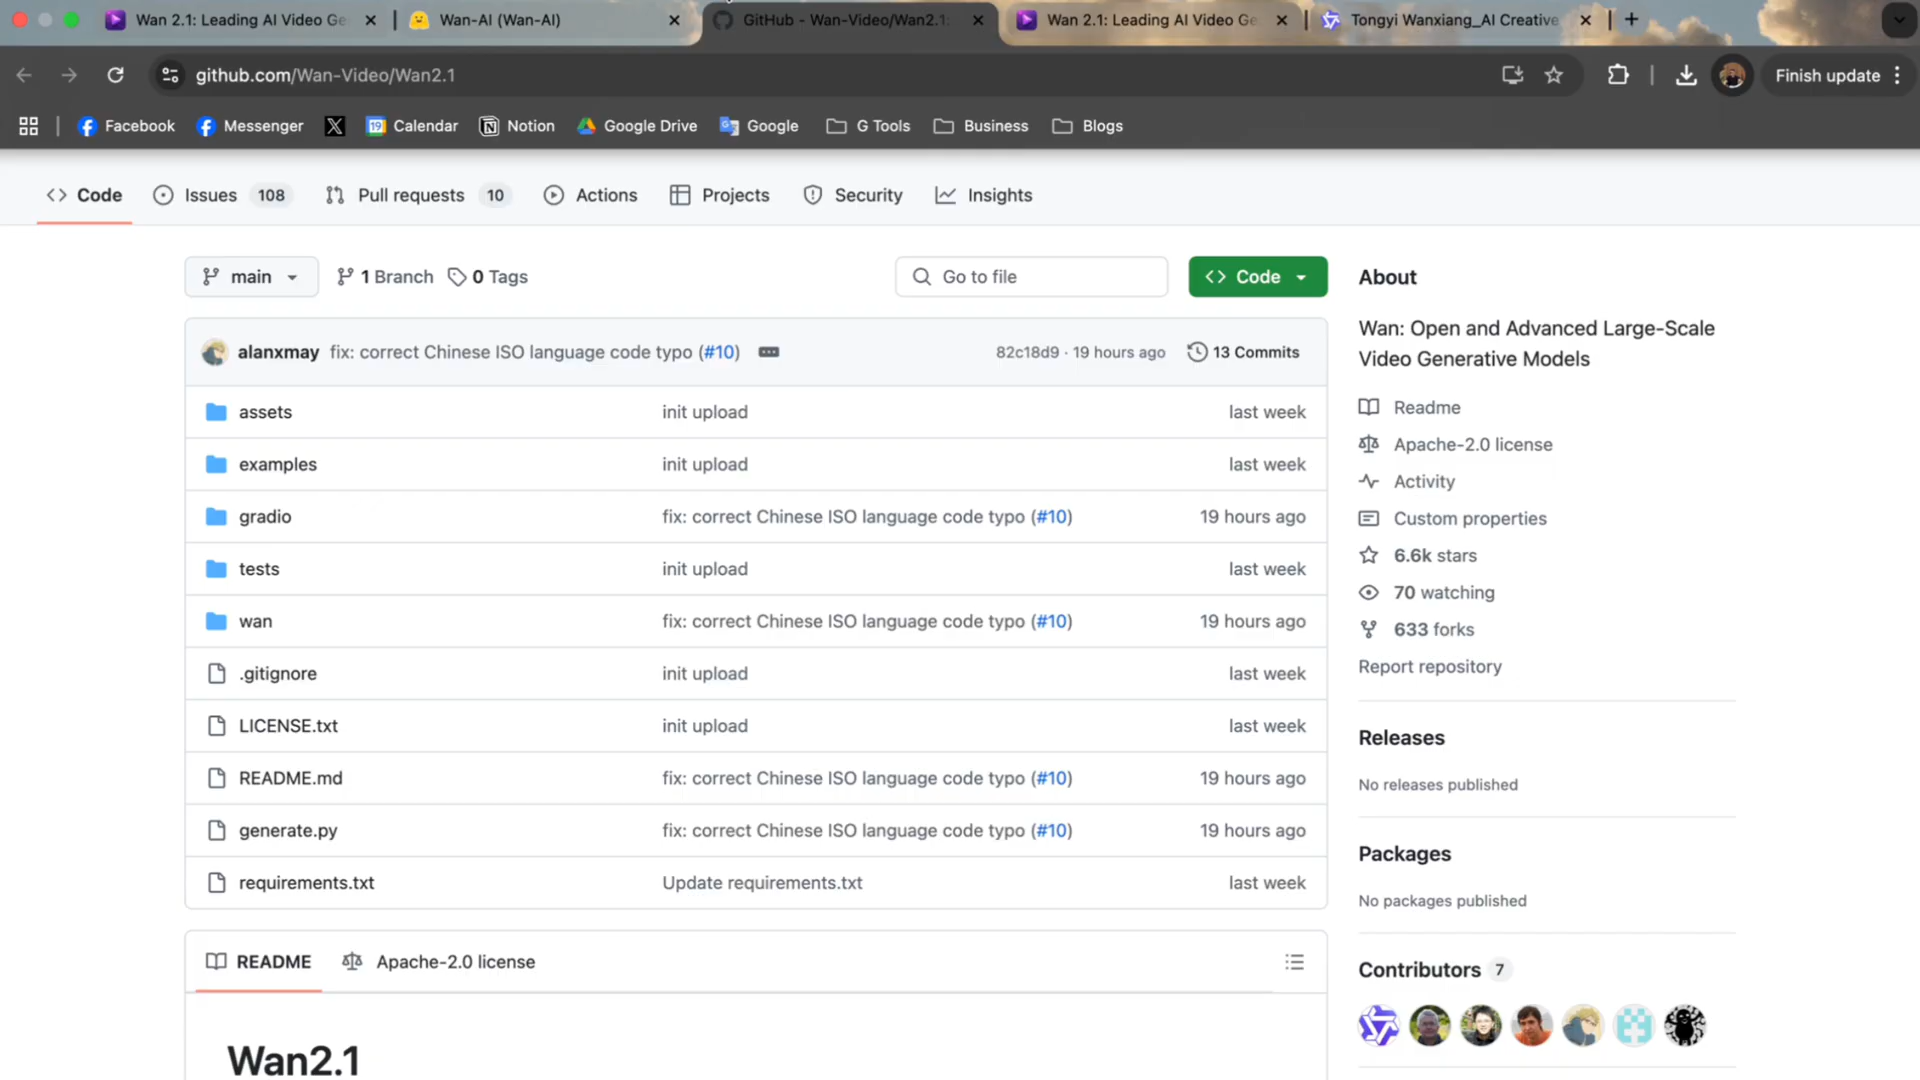 Wan 2.1: Leading AI Video Ge
Wan-AI (Wan-AI)
GitHub - Wan-Video/Wan2.1:
Wan 2.1: Leading AI Video Ge
Tongyi Wanxiang_AI Creative
github.com/Wan-Video/Wan2.1
Finish update
Facebook
Messenger
19
Calendar
Notion
Google Drive
Google
G Tools
Business
Blogs
Code
Issues 108
Pull requests 10
Actions
Projects
Security
Insights
main
1 Branch
0 Tags
Go to file
Code
alanxmay fix: correct Chinese ISO language code typo (#10)
82c18d9 · 19 hours ago
13 Commits
assets init upload last week
examples init upload last week
gradio fix: correct Chinese ISO language code typo (#10) 19 hours ago
tests init upload last week
wan fix: correct Chinese ISO language code typo (#10) 19 hours ago
.gitignore init upload last week
LICENSE.txt init upload last week
README.md fix: correct Chinese ISO language code typo (#10) 19 hours ago
generate.py fix: correct Chinese ISO language code typo (#10) 19 hours ago
requirements.txt Update requirements.txt last week
README
Apache-2.0 license
Wan2.1
About
Wan: Open and Advanced Large-Scale
Video Generative Models
Readme
Apache-2.0 license
Activity
Custom properties
6.6k stars
70 watching
633 forks
Report repository
Releases
No releases published
Packages
No packages published
Contributors 7